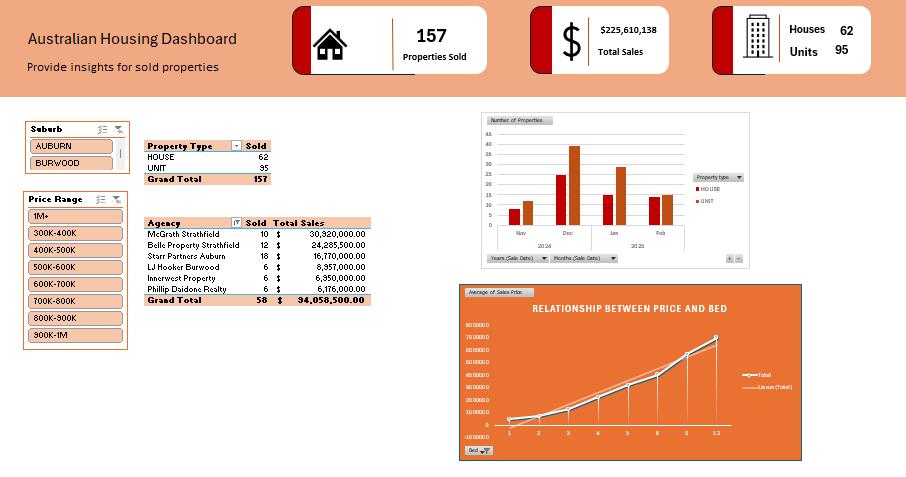 Australian Housing Dashboard
Provide insights for sold properties
157
Properties Sold
$225,610,138
Total Sales
Houses 62
Units 95
Suburb
AUBURN
BURWOOD
Price Range
1M+
300K-400K
400K-500K
500K-600K
600K-700K
700K-800K
800K-900K
900K-1M
Property Type Sold
HOUSE 62
UNIT 95
Grand Total 157
Agency Sold Total Sales
McGrath Strathfield 10 $ 30,920,000.00
Belle Property Strathfield 12 $ 24,285,500.00
Starr Partners Auburn 18 $ 16,770,000.00
LJ Hooker Burwood 6 $ 8,957,000.00
Innerwest Property 6 $ 6,950,000.00
Phillip Daidone Realty 6 $ 6,176,000.00
Grand Total 58 $ 94,058,500.00
Number of Properties
45
40
35
30
25
20
15
10
5
0
Nov Dec Jan Feb
2024 2025
Property type
HOUSE
UNIT
Years (Sale Date) Months (Sale Date)
Average of Sales Price
RELATIONSHIP BETWEEN PRICE AND BED
8000000
7000000
6000000
5000000
4000000
3000000
2000000
1000000
0
-1000000
1 2 3 4 5 8 6 12
Total
Linear (Total)
Bed